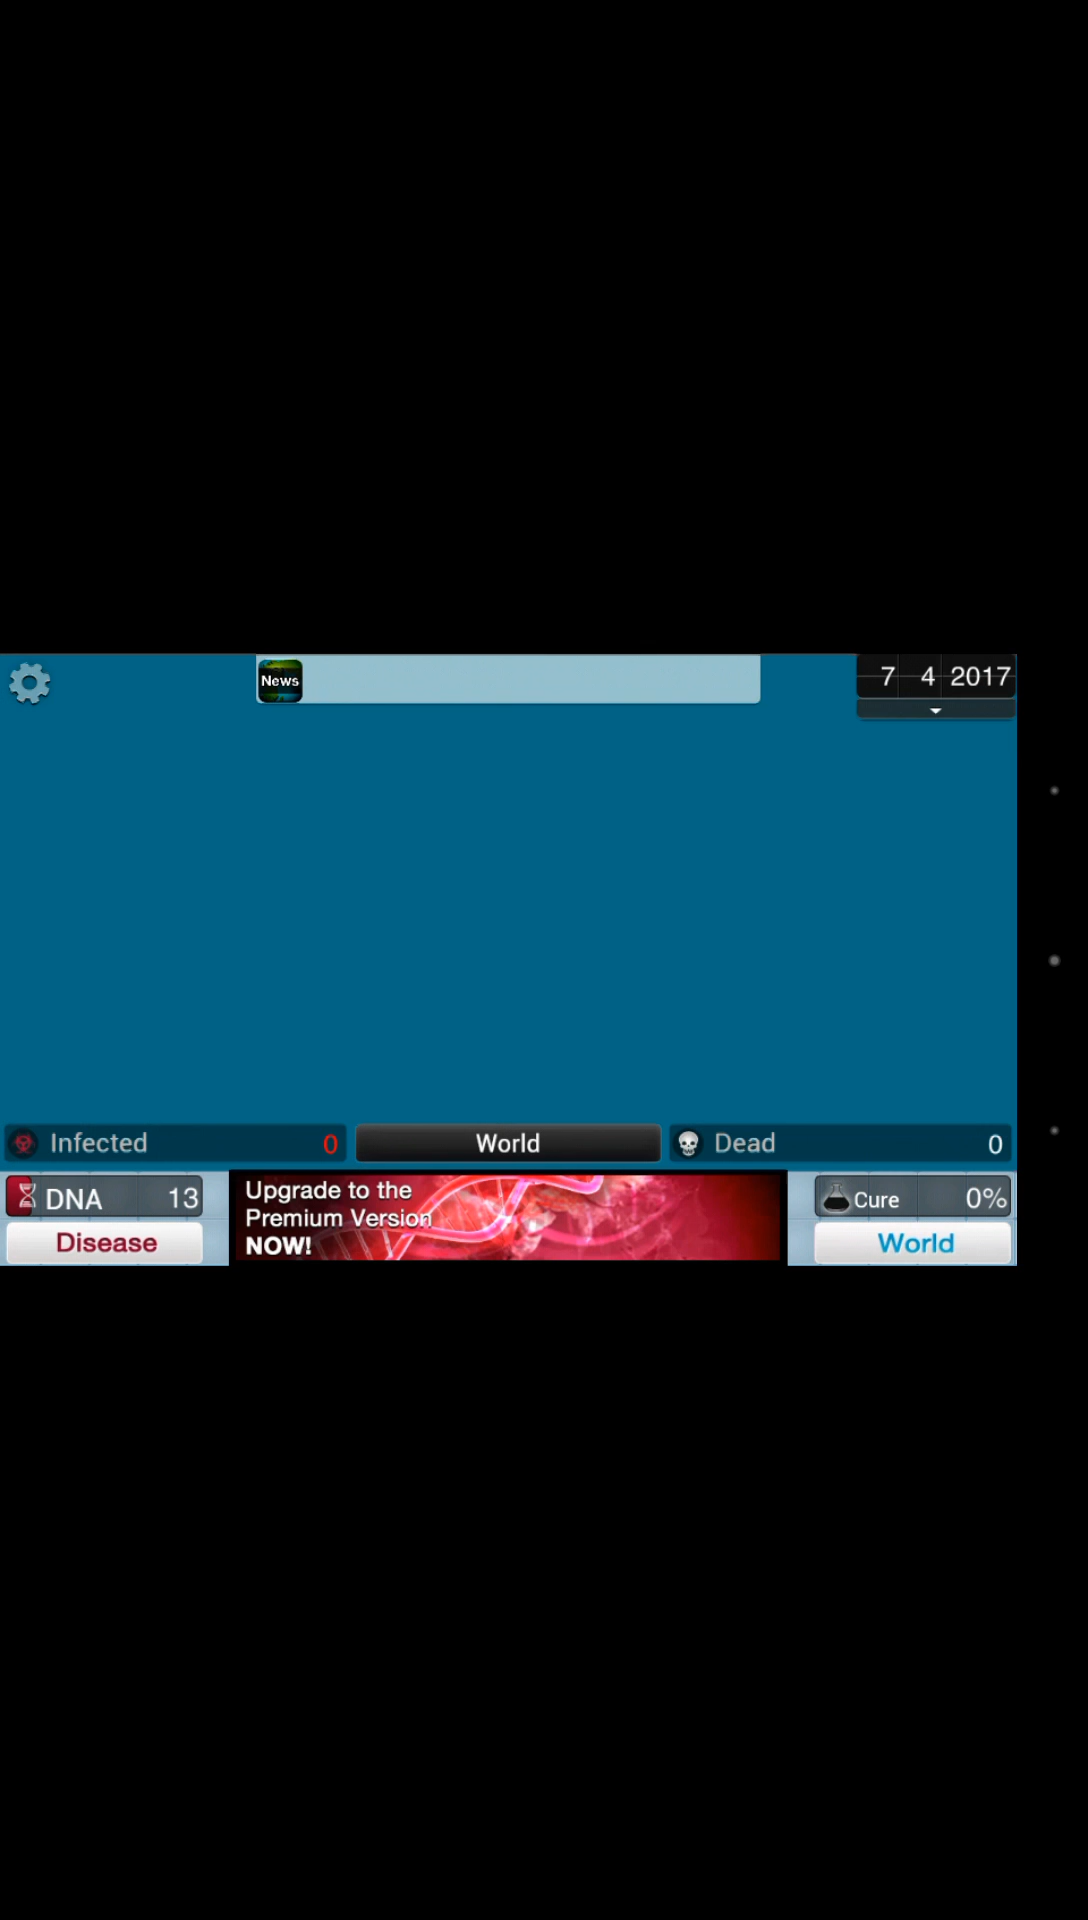 News
7 4 2017
Infected 0
World
Dead 0
DNA 13
Upgrade to the
Premium Version
NOW!
Cure 0%
Disease
World